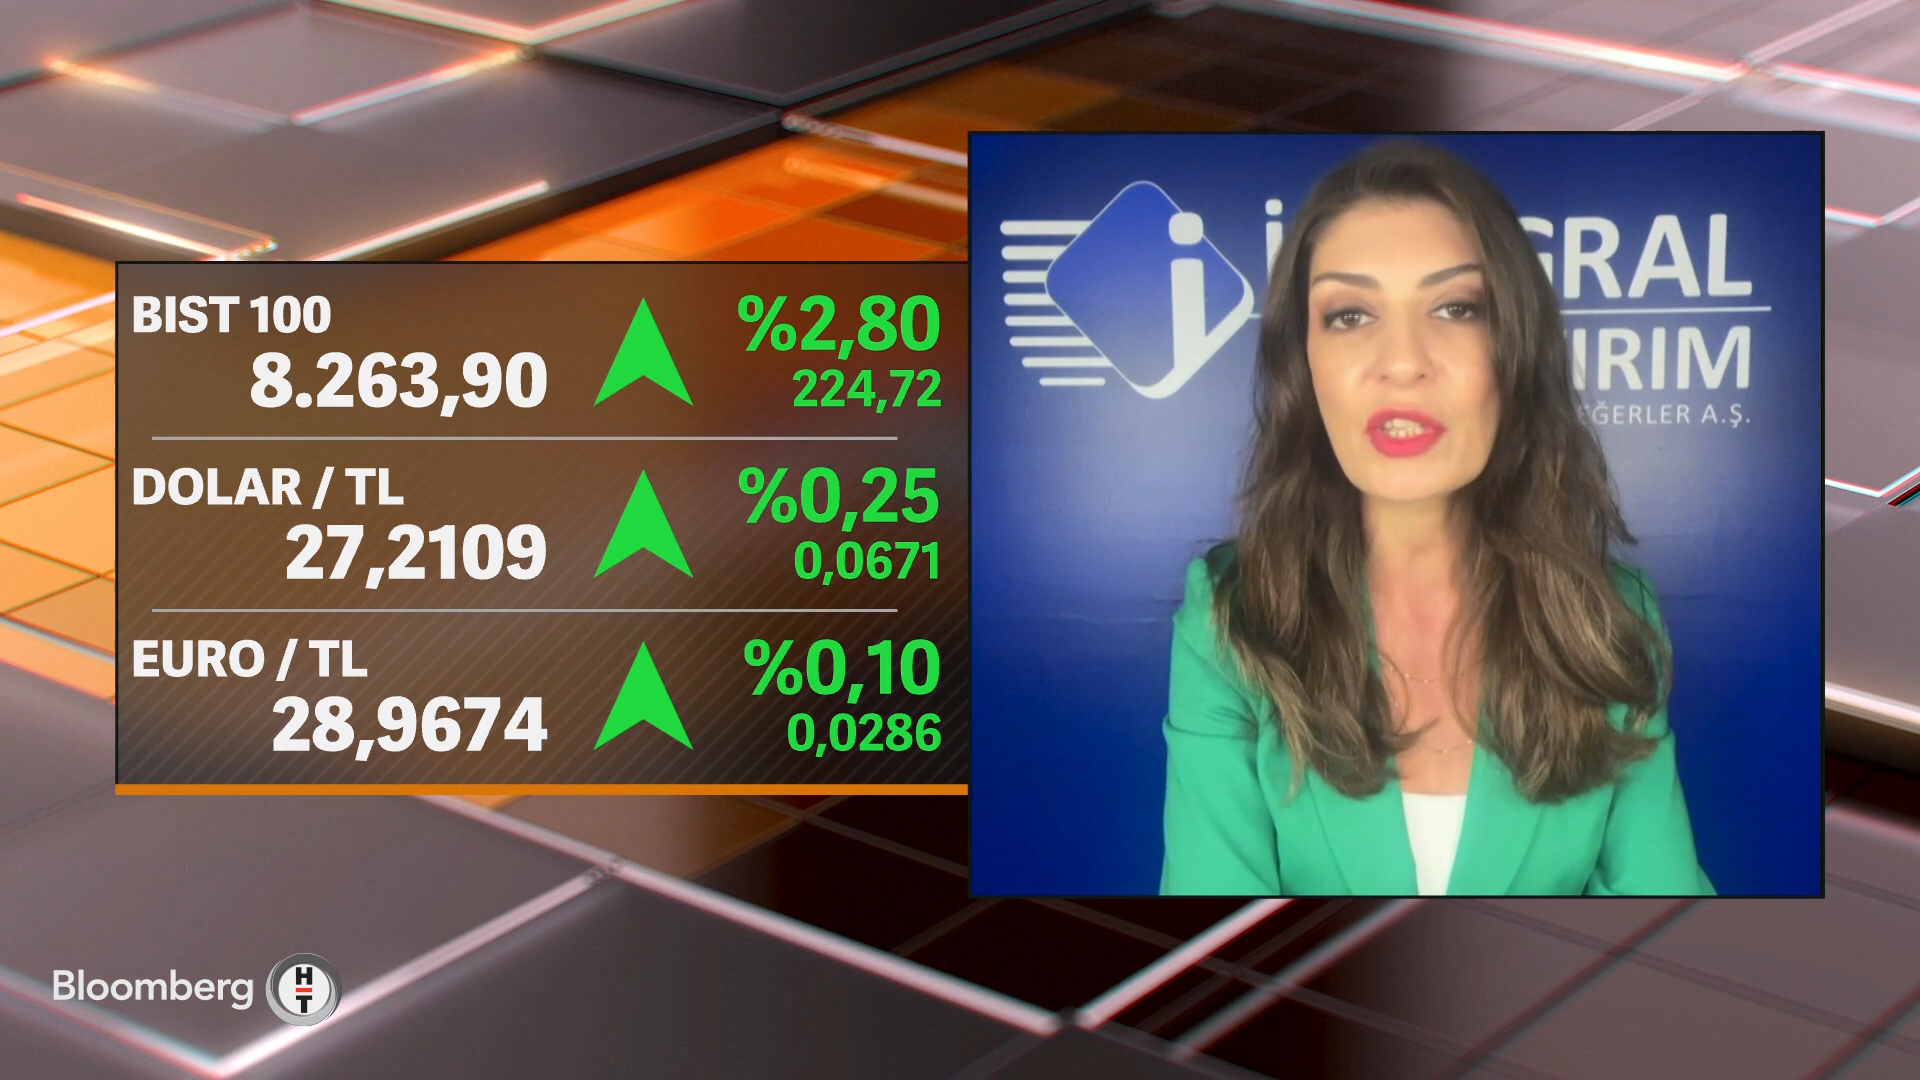 BIST 100
8.263,90
%2,80
224,72
DOLAR / TL
27,2109
%0,25
0,0671
EURO / TL
28,9674
%0,10
0,0286
i
GRAL
IRIM
EĞERLER A.Ş.
Bloomberg HT